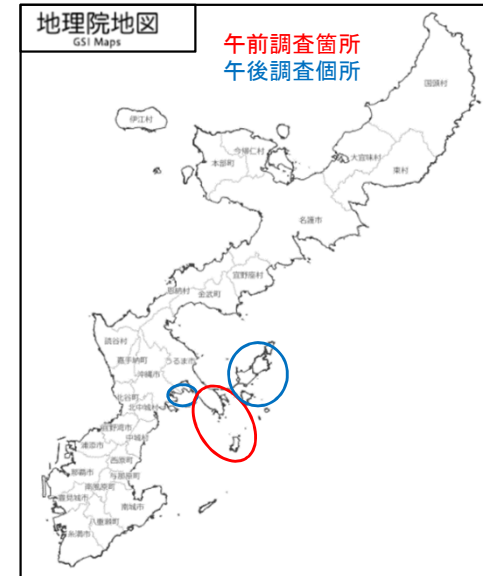 地理院地図
GSI Maps
午前調査箇所
午後調査個所
国頭村
伊江村
今帰仁村
本部町
大宜味村
東村
名護市
宜野座村
恩納村
金武町
読谷村
嘉手納町
うるま市
沖縄市
北谷町
北中城村
宜野湾市
中城村
浦添市
西原町
那覇市
与那原町
南風原町
豊見城市
南城市
八重瀬町
糸満市